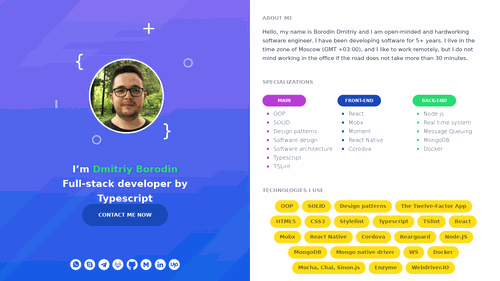 I'm Dmitriy Borodin
Full-stack developer by
Typescript
CONTACT ME NOW
Up
ABOUT ME
Hello, my name is Borodin Dmitriy and I am open-minded and hardworking
software engineer. I have been developing software for 5+ years. I live in the
time zone of Moscow (GMT +03:00), and I like to work remotely, but I do not
mind working in the office if the road does not take more than 30 minutes.
SPECIALIZATIONS
MAIN
OOP
SOLID
Design patterns
Software design
Software architecture
Typescript
TSLint
FRONT-END
React
Mobx
Moment
React Native
Corodva
BACK-END
Node js
Real time system
Message Queuing
MongoDB
Docker
TECHNOLOGIES I USE
OOP SOLID Design patterns The Twelve-Factor App
HTML5 CSS3 Stylelint Typescript TSlint React
Mobx React Native Cordova Rearguard Node.JS
MongoDB Mongo native driver WS Docker
Mocha, Chai, Sinon.js Enzyme Webdriver.IO